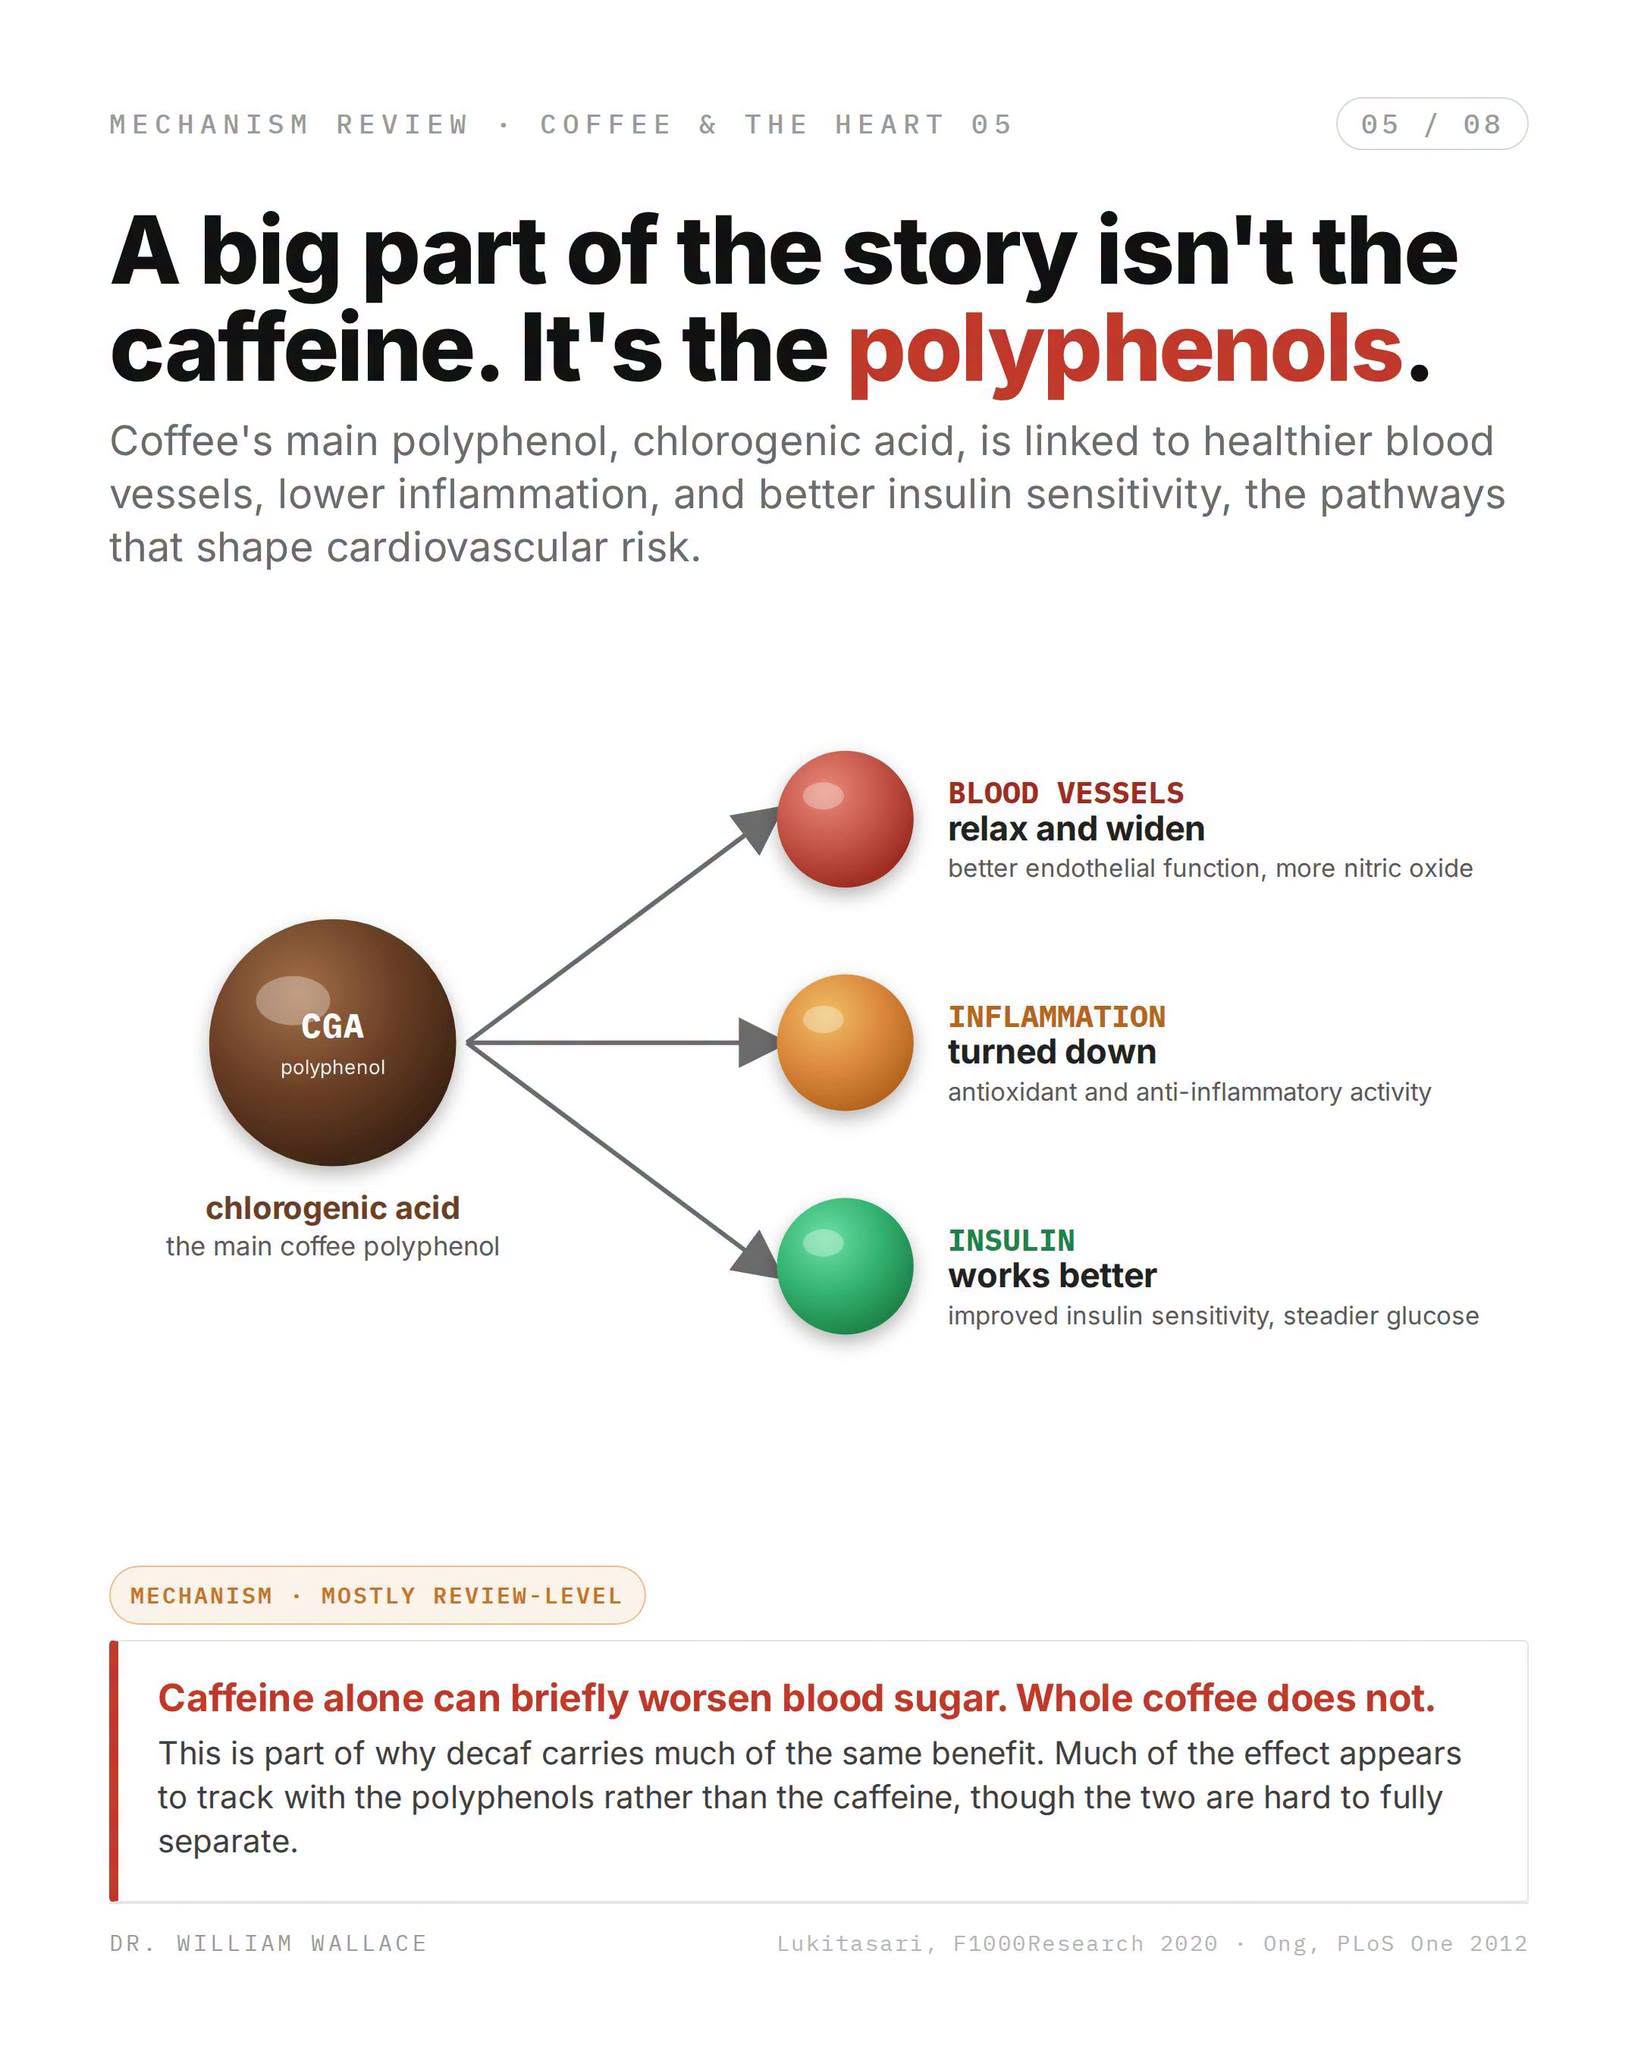 MECHANISM REVIEW · COFFEE & THE HEART 05
05 / 08
A big part of the story isn't the
caffeine. It's the polyphenols.
Coffee's main polyphenol, chlorogenic acid, is linked to healthier blood
vessels, lower inflammation, and better insulin sensitivity, the pathways
that shape cardiovascular risk.
CGA
polyphenol
chlorogenic acid
the main coffee polyphenol
BLOOD VESSELS
relax and widen
better endothelial function, more nitric oxide
INFLAMMATION
turned down
antioxidant and anti-inflammatory activity
INSULIN
works better
improved insulin sensitivity, steadier glucose
MECHANISM · MOSTLY REVIEW-LEVEL
Caffeine alone can briefly worsen blood sugar. Whole coffee does not.
This is part of why decaf carries much of the same benefit. Much of the effect appears
to track with the polyphenols rather than the caffeine, though the two are hard to fully
separate.
DR. WILLIAM WALLACE
Lukitasari, F1000Research 2020 · Ong, PLoS One 2012